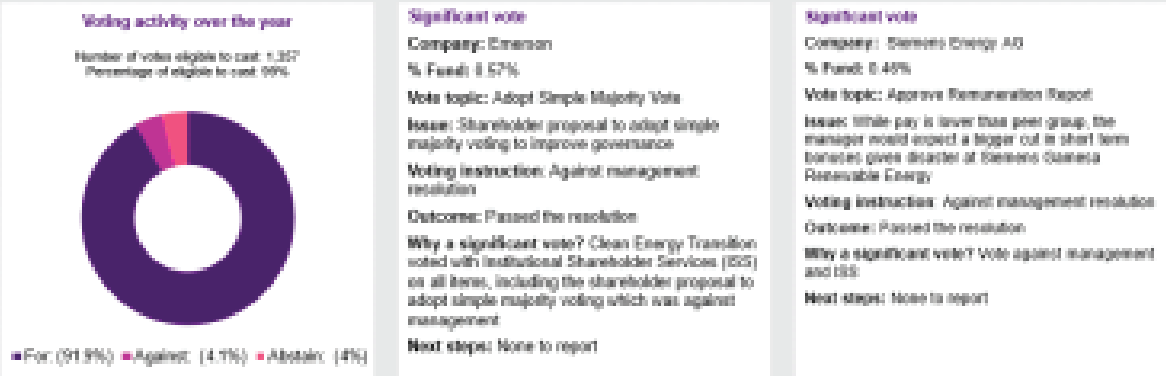 Voting activity over the year
Number of votes eligible to cast: 1,357
Percentage of eligible to cast: 99%
For: (91.9%) Against: (4.1%) Abstain: (4%)
Significant vote
Company: Emerson
% Fund: 0.57%
Vote topic: Adopt Simple Majority Vote
Issue: Shareholder proposal to adopt simple
majority voting to improve governance
Voting instruction: Against management
resolution
Outcome: Passed the resolution
Why a significant vote? Clean Energy Transition
voted with Institutional Shareholder Services (ISS)
on all items, including the shareholder proposal to
adopt simple majority voting which was against
management
Next steps: None to report
Significant vote
Company: Siemens Energy AG
% Fund: 0.46%
Vote topic: Approve Remuneration Report
Issue: While pay is lower than peer group, the
manager would expect a bigger cut in short term
bonuses given disaster at Siemens Gamesa
Renewable Energy
Voting instruction: Against management resolution
Outcome: Passed the resolution
Why a significant vote? Vote against management
and ISS
Next steps: None to report